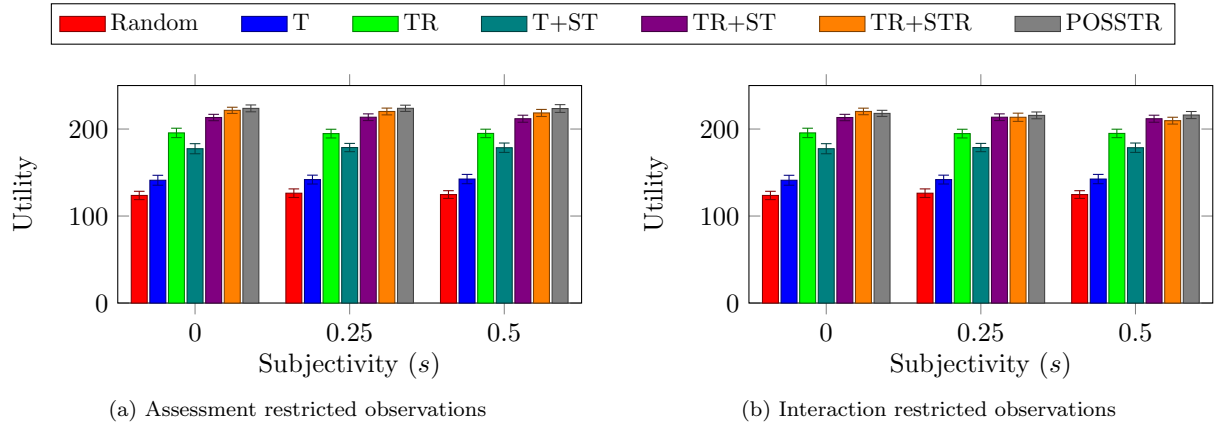 Random T TR T+ST TR+ST TR+STR POSSTR
Utility
200
100
0
0 0.25 0.5
Subjectivity (s)
(a) Assessment restricted observations
Utility
200
100
0
0 0.25 0.5
Subjectivity (s)
(b) Interaction restricted observations